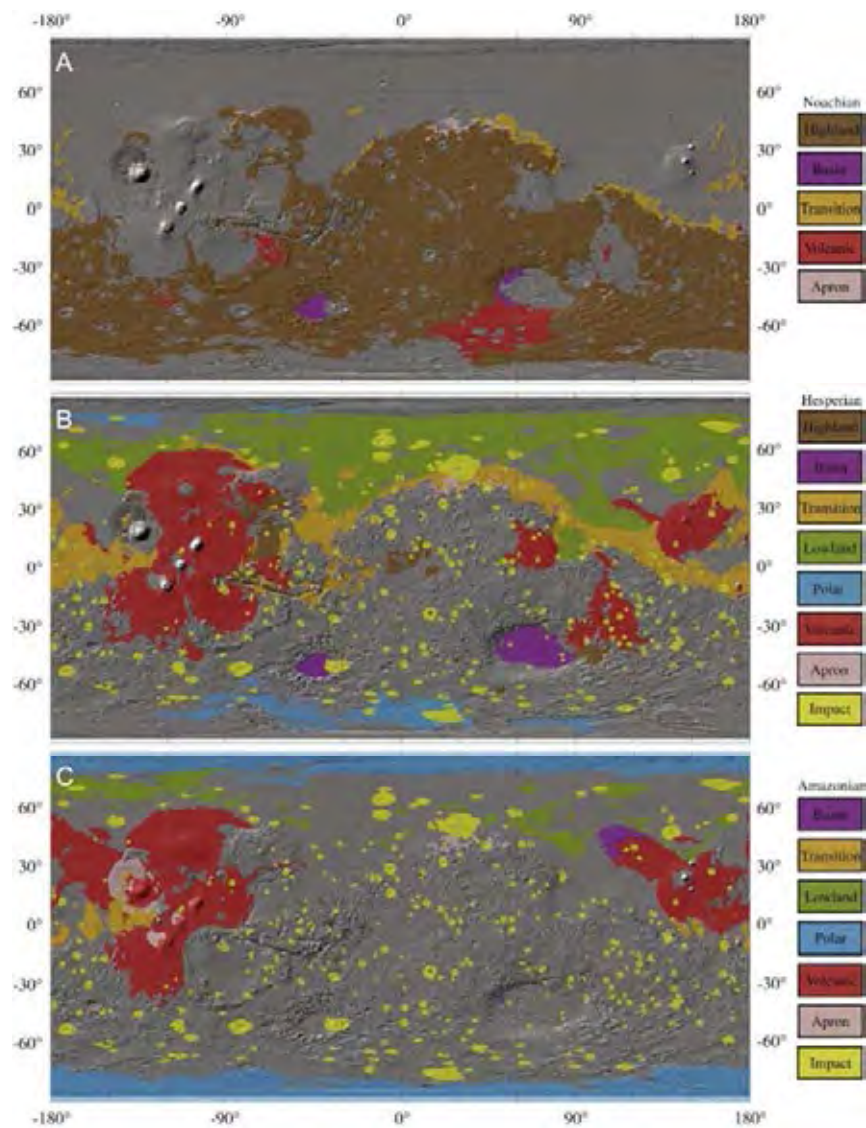 -180° -90° 0° 90° 180°
A
60° 60°
30° 30°
0° 0°
-30° -30°
-60° -60°
Noachian
Highland
Basin
Transition
Volcanic
Apron
B
60° 60°
30° 30°
0° 0°
-30° -30°
-60° -60°
Hesperian
Highland
Basin
Transition
Lowland
Polar
Volcanic
Apron
Impact
C
60° 60°
30° 30°
0° 0°
-30° -30°
-60° -60°
Amazonian
Basin
Transition
Lowland
Polar
Volcanic
Apron
Impact
-180° -90° 0° 90° 180°